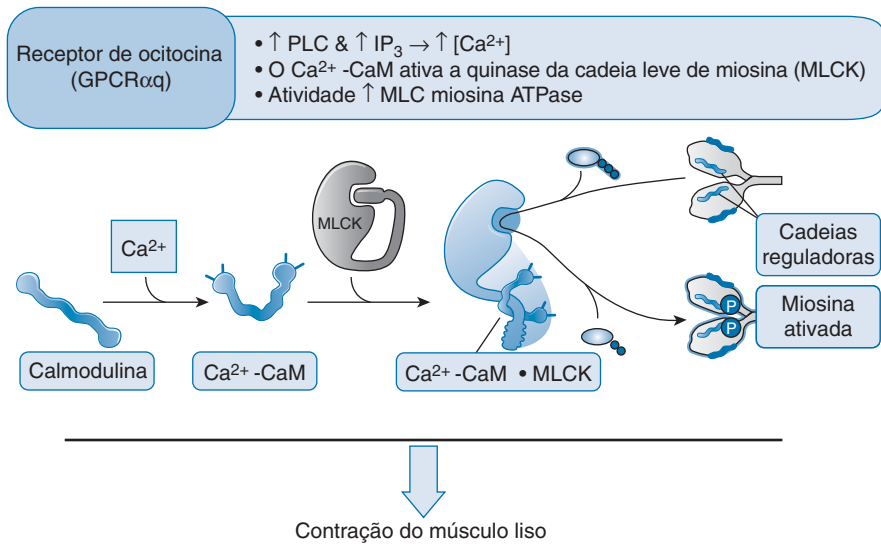 Receptor de ocitocina
(GPCRαq)
• ↑ PLC & ↑ IP₃ → ↑ [Ca²⁺]
• O Ca²⁺ -CaM ativa a quinase da cadeia leve de miosina (MLCK)
• Atividade ↑ MLC miosina ATPase
MLCK
Ca²⁺
Cadeias
reguladoras
P
P
Miosina
ativada
Calmodulina
Ca²⁺ -CaM
Ca²⁺ -CaM • MLCK
Contração do músculo liso